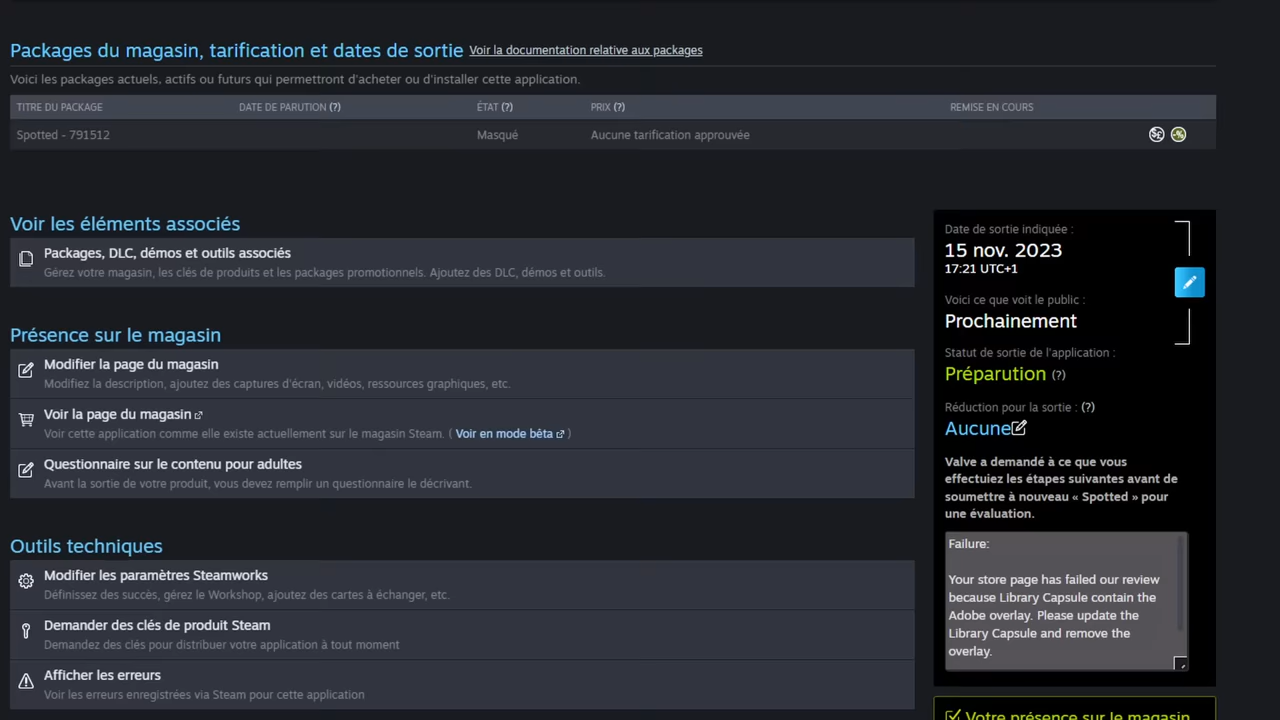 Packages du magasin, tarification et dates de sortie Voir la documentation relative aux packages
Voici les packages actuels, actifs ou futurs qui permettront d'acheter ou d'installer cette application.
TITRE DU PACKAGE DATE DE PARUTION (?) ÉTAT (?) PRIX (?) REMISE EN COURS
Spotted - 791512 Masqué Aucune tarification approuvée
Voir les éléments associés
Packages, DLC, démos et outils associés
Gérez votre magasin, les clés de produits et les packages promotionnels. Ajoutez des DLC, démos et outils.
Présence sur le magasin
Modifier la page du magasin
Modifiez la description, ajoutez des captures d'écran, vidéos, ressources graphiques, etc.
Voir la page du magasin
Voir cette application comme elle existe actuellement sur le magasin Steam. ( Voir en mode bêta )
Questionnaire sur le contenu pour adultes
Avant la sortie de votre produit, vous devez remplir un questionnaire le décrivant.
Outils techniques
Modifier les paramètres Steamworks
Définissez des succès, gérez le Workshop, ajoutez des cartes à échanger, etc.
Demander des clés de produit Steam
Demandez des clés pour distribuer votre application à tout moment
Afficher les erreurs
Voir les erreurs enregistrées via Steam pour cette application
Date de sortie indiquée :
15 nov. 2023
17:21 UTC+1
Voici ce que voit le public :
Prochainement
Statut de sortie de l'application :
Préparution (?)
Réduction pour la sortie : (?)
Aucune
Valve a demandé à ce que vous
effectuiez les étapes suivantes avant de
soumettre à nouveau « Spotted » pour
une évaluation.
Failure:
Your store page has failed our review
because Library Capsule contain the
Adobe overlay. Please update the
Library Capsule and remove the
overlay.
Votre présence sur le magasin